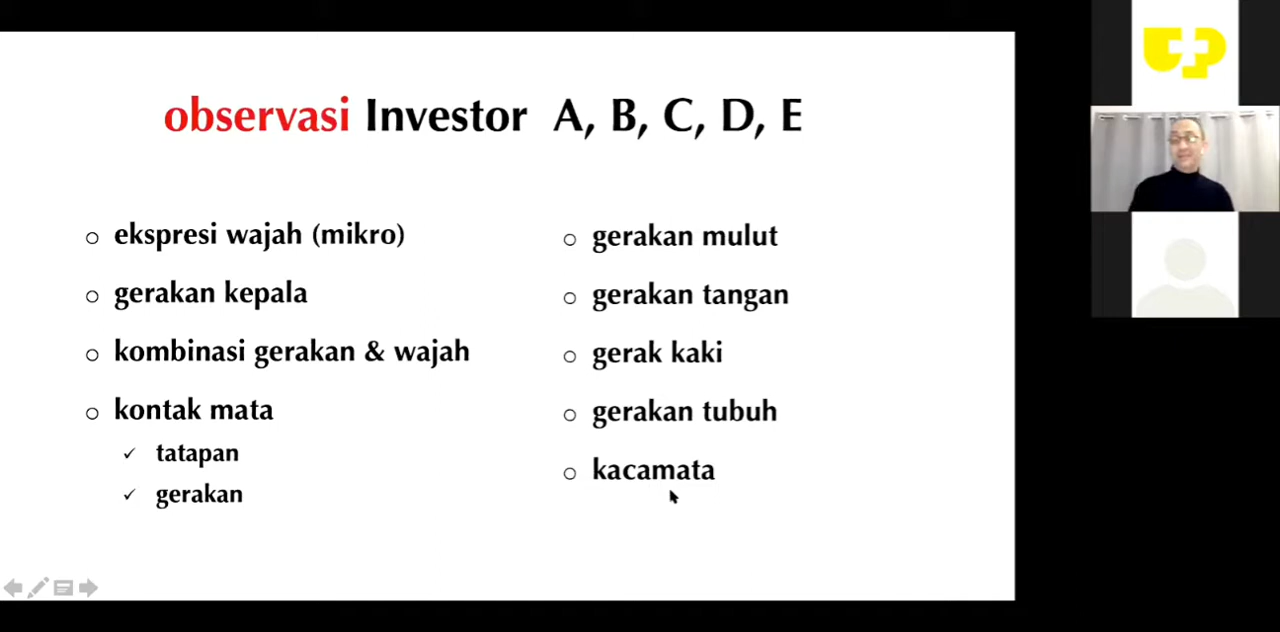 observasi Investor A, B, C, D, E
ekspresi wajah (mikro)
gerakan kepala
kombinasi gerakan & wajah
kontak mata
tatapan
gerakan
gerakan mulut
gerakan tangan
gerak kaki
gerakan tubuh
kacamata